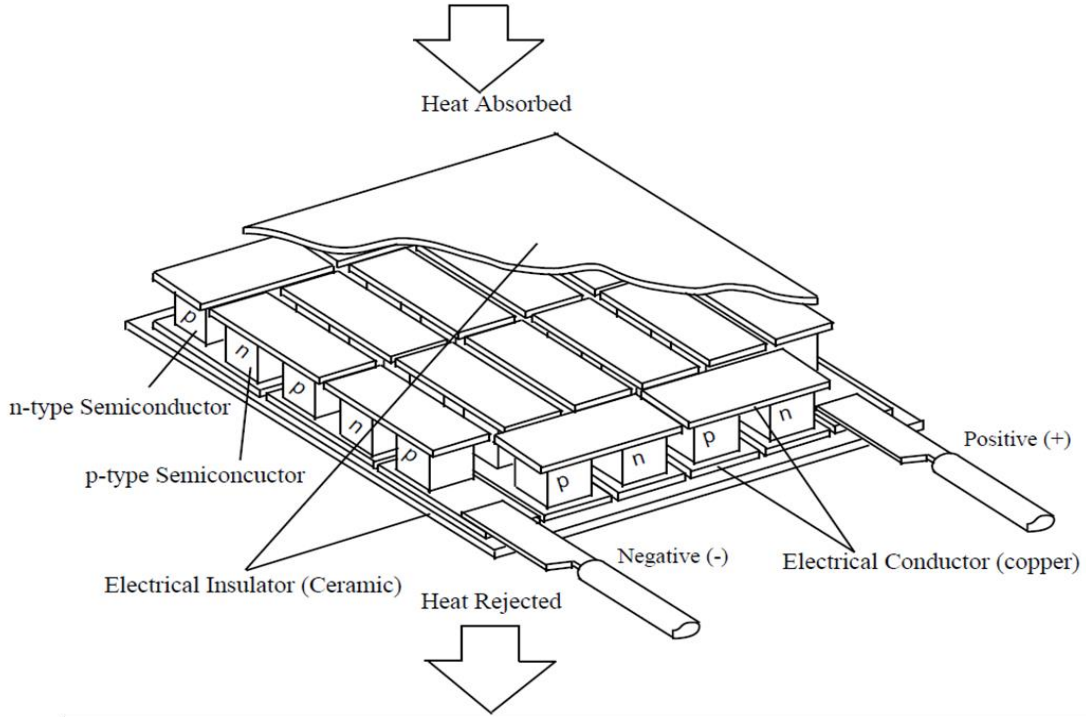 Heat Absorbed
p
n
p
n
p
p
n
p
n
n-type Semiconductor
p-type Semiconcuctor
Positive (+)
Negative (-)
Electrical Conductor (copper)
Electrical Insulator (Ceramic)
Heat Rejected